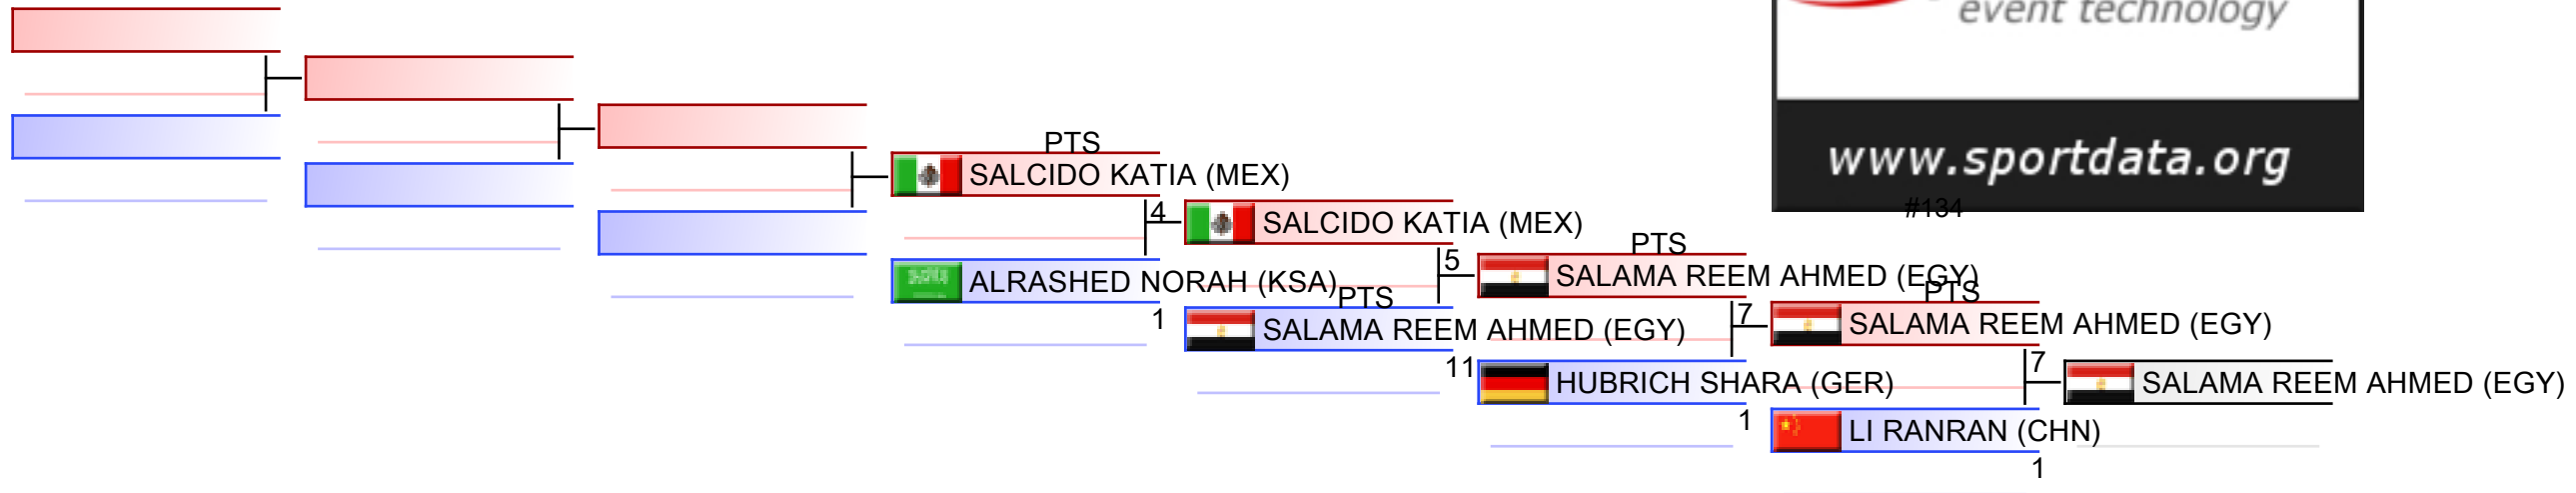 event technology
www.sportdata.org
#134
PTS
SALCIDO KATIA (MEX)
4
SALCIDO KATIA (MEX)
ALRASHED NORAH (KSA)
1
5
PTS
SALAMA REEM AHMED (EGY)
PTS
SALAMA REEM AHMED (EGY)
11
7
PTS
SALAMA REEM AHMED (EGY)
HUBRICH SHARA (GER)
1
7
SALAMA REEM AHMED (EGY)
LI RANRAN (CHN)
1